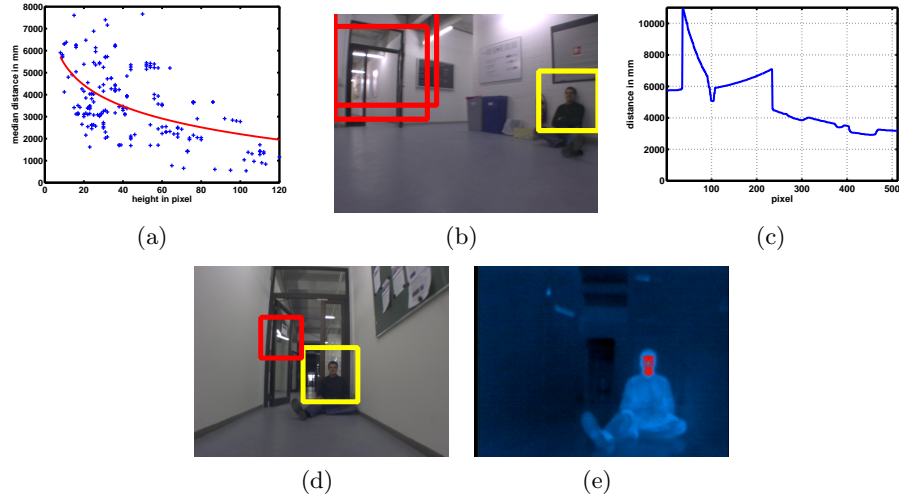 8000
7000
6000
5000
4000
3000
2000
1000
0
0 20 40 60 80 100 120
median distance in mm
height in pixel
(a)
(b)
10000
8000
6000
4000
2000
0
100 200 300 400 500
distance in mm
pixel
(c)
(d)
(e)